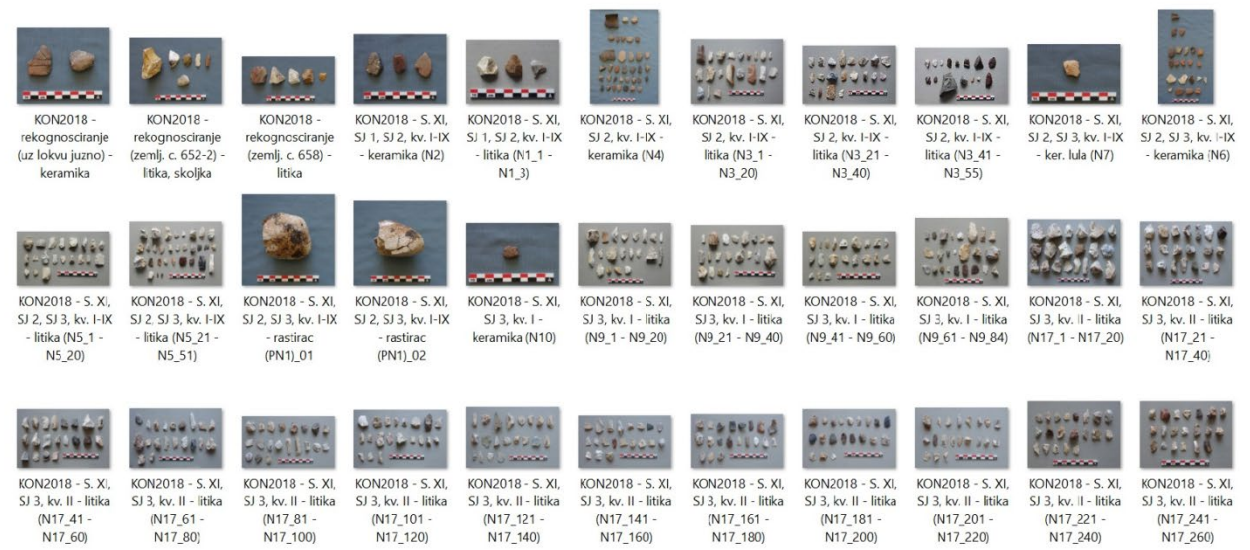 KON2018 -
rekognosciranje
(uz lokvu juzno) -
keramika
KON2018 -
rekognosciranje
(zemlj. c. 652-2) -
litika, skoljka
KON2018 -
rekognosciranje
(zemlj. c. 658) -
litika
KON2018 - S. XI,
SJ 1, SJ 2, kv. I-IX
- keramika (N2)
KON2018 - S. XI,
SJ 1, SJ 2, kv. I-IX
- litika (N1_1 -
N1_3)
KON2018 - S. XI,
SJ 2, kv. I-IX -
keramika (N4)
KON2018 - S. XI,
SJ 2, kv. I-IX -
litika (N3_1 -
N3_20)
KON2018 - S. XI,
SJ 2, kv. I-IX -
litika (N3_21 -
N3_40)
KON2018 - S. XI,
SJ 2, kv. I-IX -
litika (N3_41 -
N3_55)
KON2018 - S. XI,
SJ 2, SJ 3, kv. I-IX
- ker. lula (N7)
KON2018 - S. XI,
SJ 2, SJ 3, kv. I-IX
- keramika (N6)
KON2018 - S. XI,
SJ 2, SJ 3, kv. I-IX
- litika (N5_1 -
N5_20)
KON2018 - S. XI,
SJ 2, SJ 3, kv. I-IX
- litika (N5_21 -
N5_51)
KON2018 - S. XI,
SJ 2, SJ 3, kv. I-IX
- rastirac
(PN1)_01
KON2018 - S. XI,
SJ 2, SJ 3, kv. I-IX
- rastirac
(PN1)_02
KON2018 - S. XI,
SJ 3, kv. I -
keramika (N10)
KON2018 - S. XI,
SJ 3, kv. I - litika
(N9_1 - N9_20)
KON2018 - S. XI,
SJ 3, kv. I - litika
(N9_21 - N9_40)
KON2018 - S. XI,
SJ 3, kv. I - litika
(N9_41 - N9_60)
KON2018 - S. XI,
SJ 3, kv. I - litika
(N9_61 - N9_84)
KON2018 - S. XI,
SJ 3, kv. II - litika
(N17_1 - N17_20)
KON2018 - S. XI,
SJ 3, kv. II - litika
(N17_21 -
N17_40)
KON2018 - S. XI,
SJ 3, kv. II - litika
(N17_41 -
N17_60)
KON2018 - S. XI,
SJ 3, kv. II - litika
(N17_61 -
N17_80)
KON2018 - S. XI,
SJ 3, kv. II - litika
(N17_81 -
N17_100)
KON2018 - S. XI,
SJ 3, kv. II - litika
(N17_101 -
N17_120)
KON2018 - S. XI,
SJ 3, kv. II - litika
(N17_121 -
N17_140)
KON2018 - S. XI,
SJ 3, kv. II - litika
(N17_141 -
N17_160)
KON2018 - S. XI,
SJ 3, kv. II - litika
(N17_161 -
N17_180)
KON2018 - S. XI,
SJ 3, kv. II - litika
(N17_181 -
N17_200)
KON2018 - S. XI,
SJ 3, kv. II - litika
(N17_201 -
N17_220)
KON2018 - S. XI,
SJ 3, kv. II - litika
(N17_221 -
N17_240)
KON2018 - S. XI,
SJ 3, kv. II - litika
(N17_241 -
N17_260)